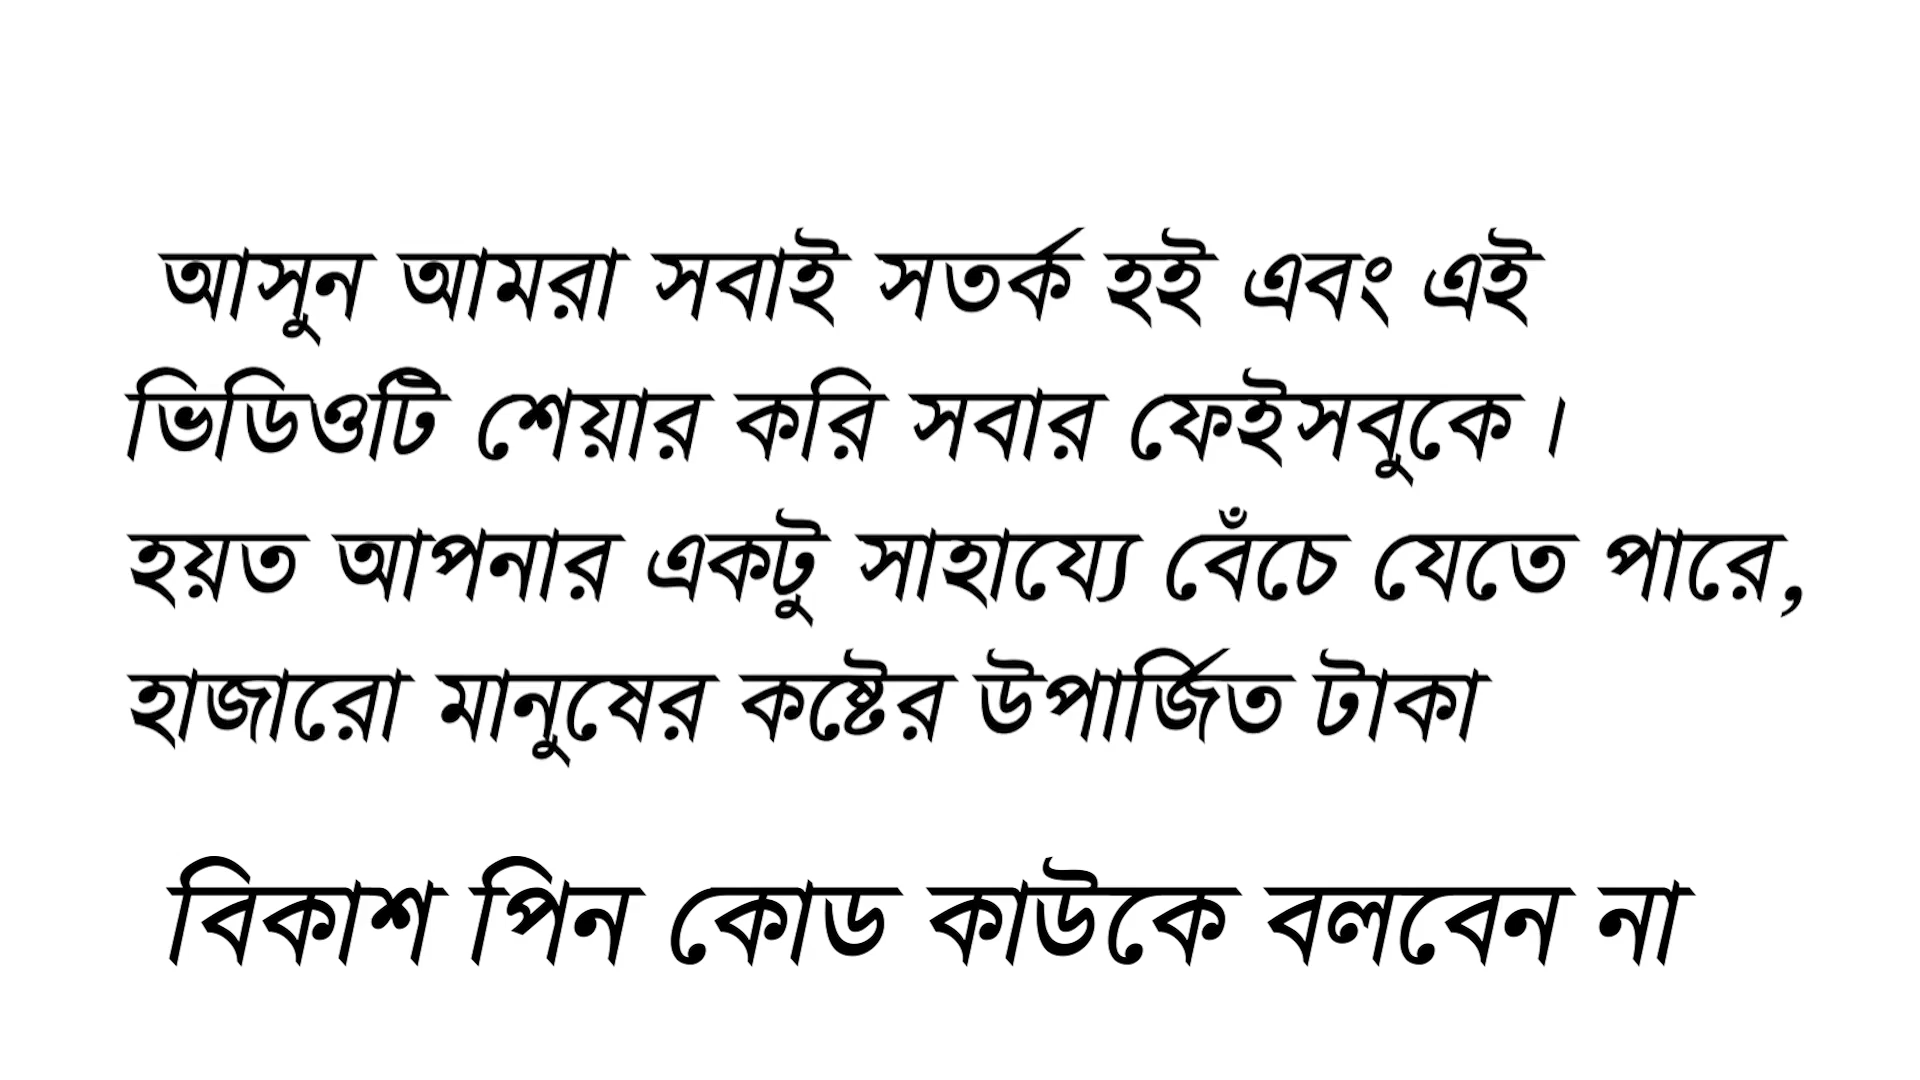 আসুন আমরা সবাই সতর্ক হই এবং এই
ভিডিওটি শেয়ার করি সবার ফেইসবুকে।
হয়ত আপনার একটু সাহায্যে বেঁচে যেতে পারে,
হাজারো মানুষের কষ্টের উপার্জিত টাকা
বিকাশ পিন কোড কাউকে বলবেন না